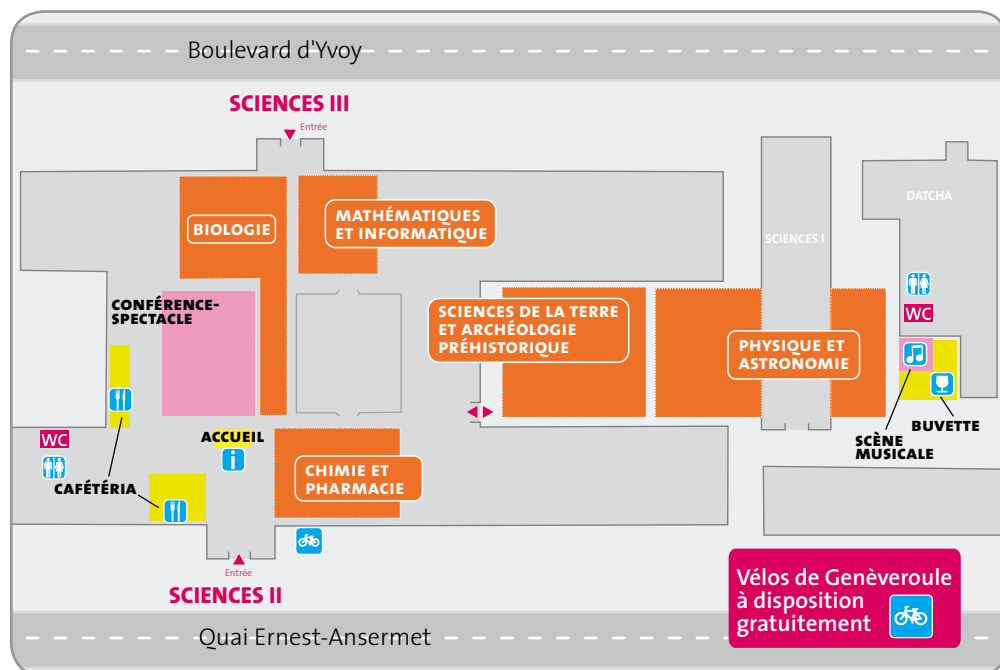 Boulevard d'Yvoy
SCIENCES III
Entrée
BIOLOGIE
MATHÉMATIQUES
ET INFORMATIQUE
SCIENCES I
DATCHA
CONFÉRENCE-
SPECTACLE
SCIENCES DE LA TERRE
ET ARCHÉOLOGIE
PRÉHISTORIQUE
PHYSIQUE ET
ASTRONOMIE
WC
WC
ACCUEIL
i
BUVETTE
SCÈNE
MUSICALE
CAFÉTÉRIA
CHIMIE ET
PHARMACIE
Entrée
SCIENCES II
Vélos de Genèveroule
à disposition
gratuitement
Quai Ernest-Ansermet